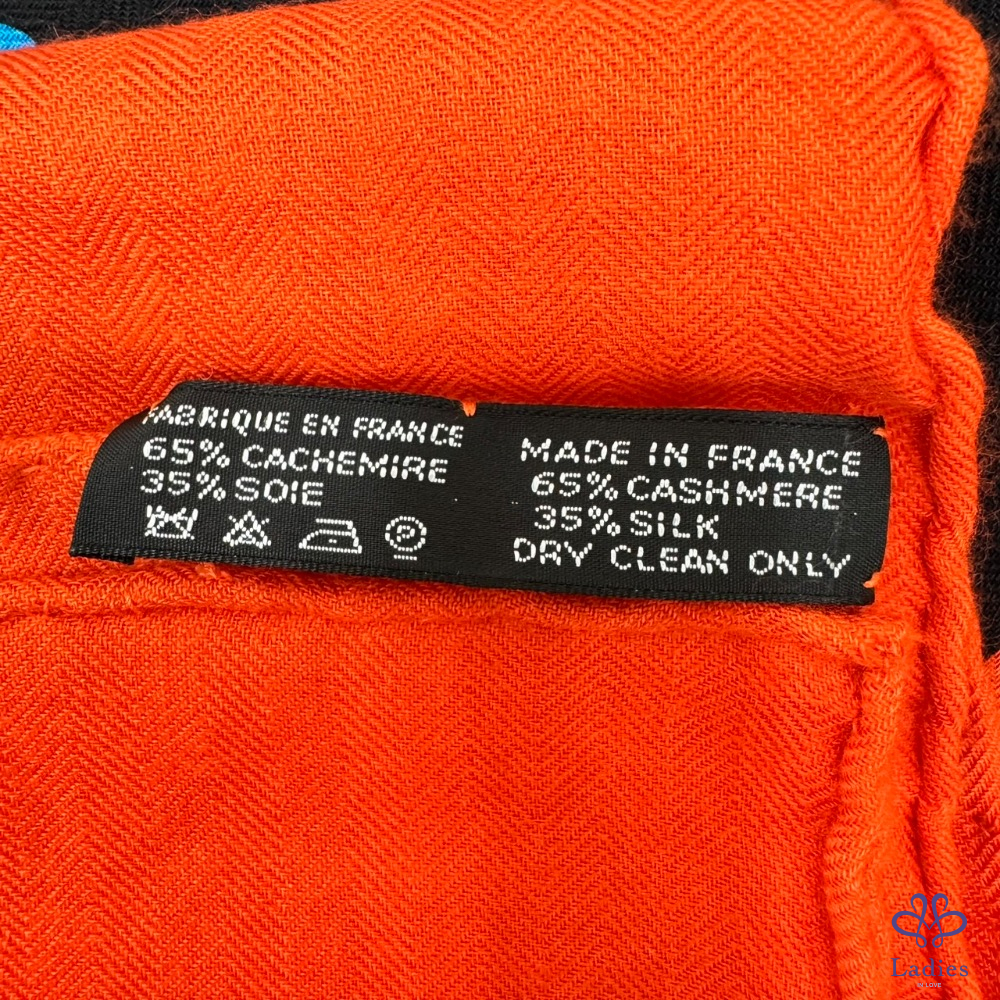 FABRIQUE EN FRANCE
65% CACHEMIRE
35% SOIE
P
MADE IN FRANCE
65% CASHMERE
35% SILK
DRY CLEAN ONLY
Ladies